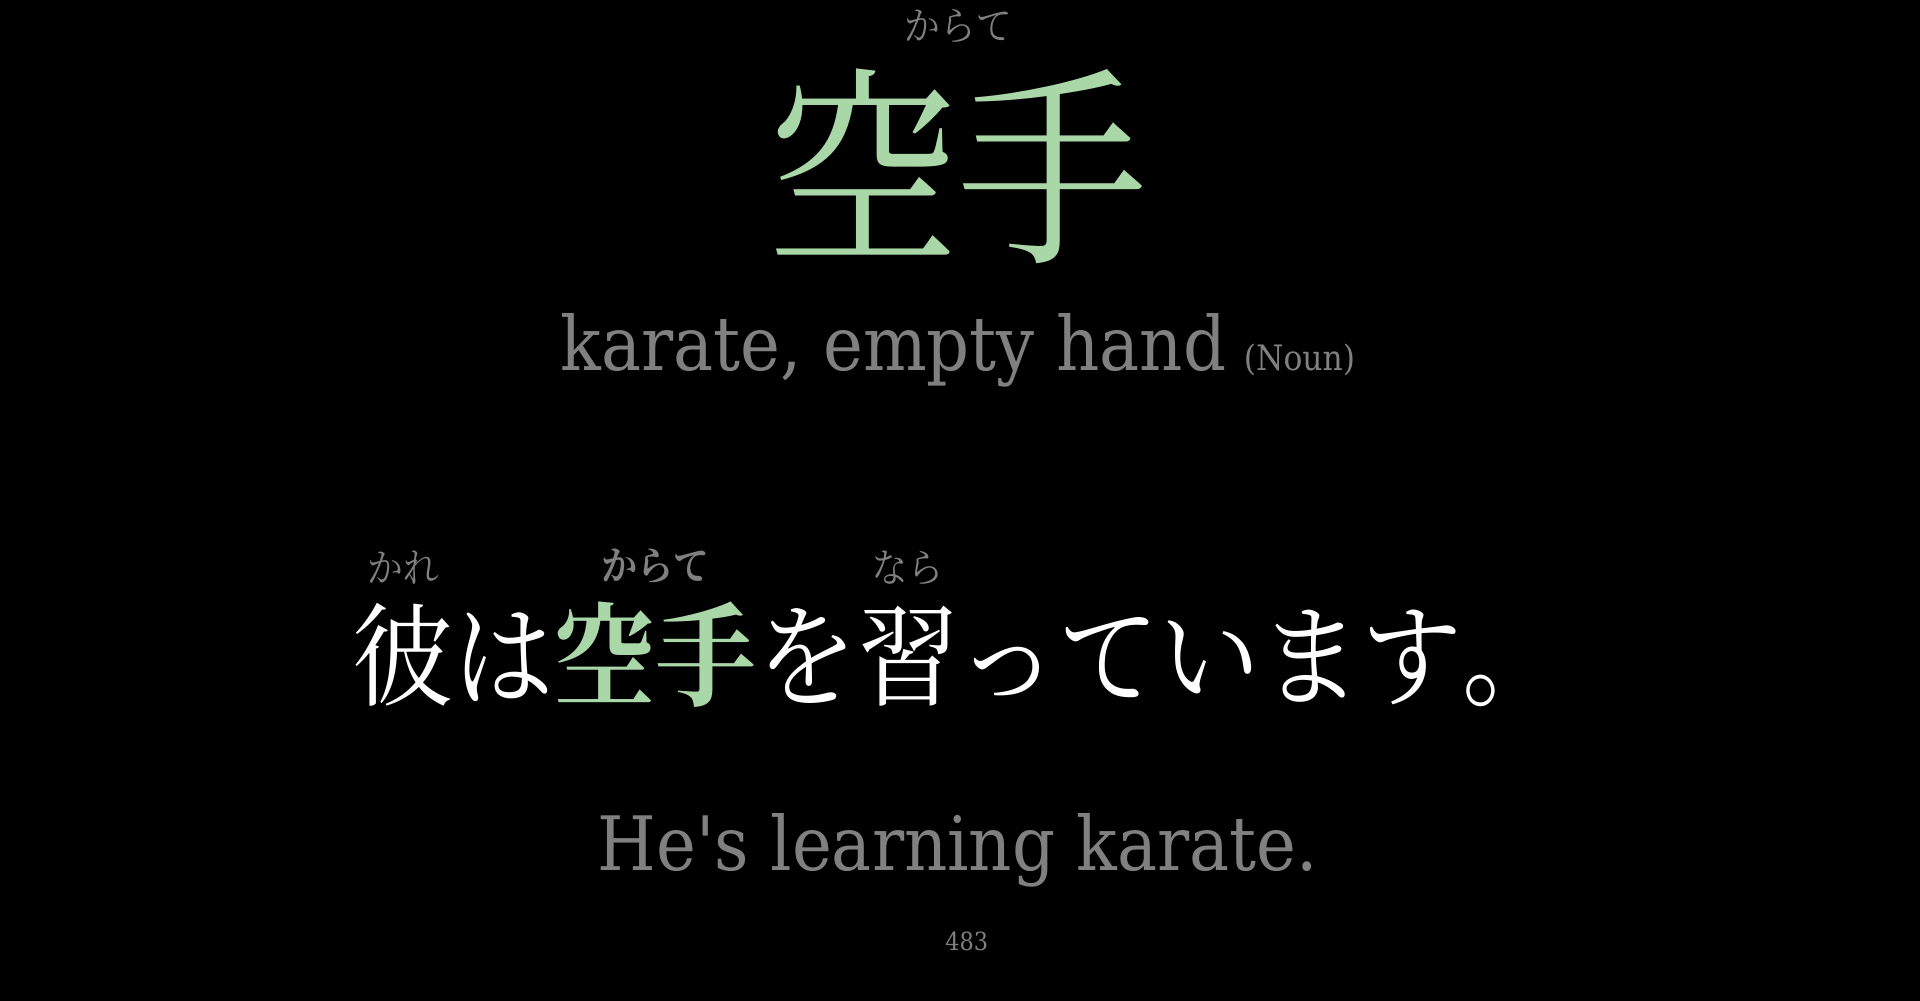 からて
空手
karate, empty hand (Noun)
かれ からて なら
彼は空手を習っています。
He's learning karate.
483